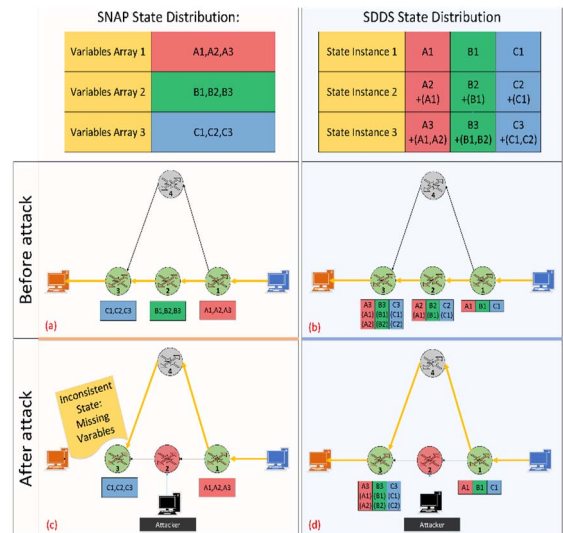 SNAP State Distribution:
Variables Array 1
A1,A2,A3
Variables Array 2
B1,B2,B3
Variables Array 3
C1,C2,C3
SDDS State Distribution
State Instance 1
A1
B1
C1
State Instance 2
A2
+(A1)
B2
+(B1)
C2
+(C1)
State Instance 3
A3
+(A1,A2)
B3
+(B1,B2)
C3
+(C1,C2)
Before attack
4
3
2
1
C1,C2,C3
B1,B2,B3
A1,A2,A3
(a)
4
3
2
1
A3 B3 C3
(A1) (B1) (C1)
(A2) (B2) (C2)
A2 B2 C2
(A1) (B1) (C1)
A1 B1 C1
(b)
After attack
Inconsistent
State:
Missing
Varables
4
3
2
1
C1,C2,C3
A1,A2,A3
Attacker
(c)
4
3
2
1
A3 B3 C3
(A1) (B1) (C1)
(A2) (B2) (C2)
A1 B1 C1
Attacker
(d)